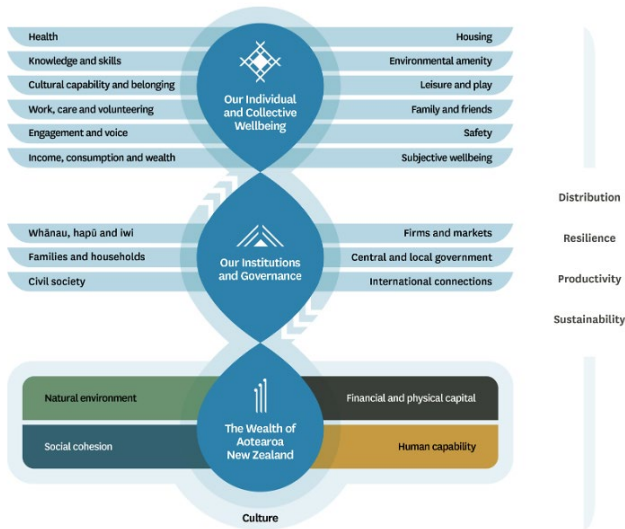 Health
Knowledge and skills
Cultural capability and belonging
Work, care and volunteering
Engagement and voice
Income, consumption and wealth
Our Individual
and Collective
Wellbeing
Housing
Environmental amenity
Leisure and play
Family and friends
Safety
Subjective wellbeing
Whānau, hapū and iwi
Families and households
Civil society
Our Institutions
and Governance
Firms and markets
Central and local government
International connections
Natural environment
Social cohesion
The Wealth of
Aotearoa
New Zealand
Financial and physical capital
Human capability
Culture
Distribution
Resilience
Productivity
Sustainability